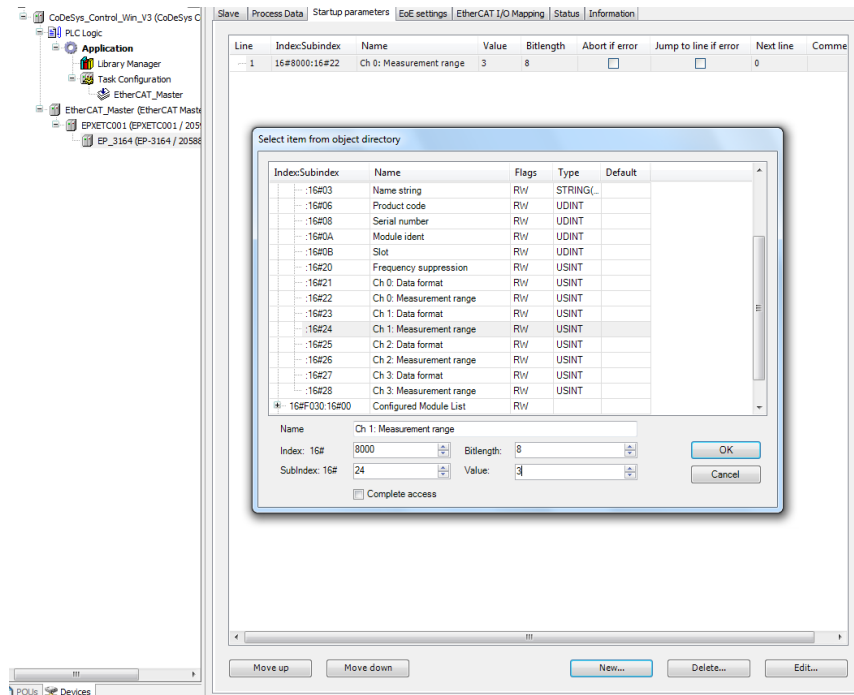 CoDeSys_Control_Win_V3 (CoDeSys C
PLC Logic
Application
Library Manager
Task Configuration
EtherCAT_Master
EtherCAT_Master (EtherCAT Maste
EPXETC001 (EPXETC001 / 205
EP_3164 (EP-3164 / 20588
POUs Devices
Slave Process Data Startup parameters EoE settings EtherCAT I/O Mapping Status Information
Line Index:Subindex Name Value Bitlength Abort if error Jump to line if error Next line Comme
1 16#8000:16#22 Ch 0: Measurement range 3 8 0
Select item from object directory
Index:Subindex Name Flags Type Default
:16#03 Name string RW STRING(...
:16#06 Product code RW UDINT
:16#08 Serial number RW UDINT
:16#0A Module ident RW UDINT
:16#0B Slot RW UDINT
:16#20 Frequency suppression RW USINT
:16#21 Ch 0: Data format RW USINT
:16#22 Ch 0: Measurement range RW USINT
:16#23 Ch 1: Data format RW USINT
:16#24 Ch 1: Measurement range RW USINT
:16#25 Ch 2: Data format RW USINT
:16#26 Ch 2: Measurement range RW USINT
:16#27 Ch 3: Data format RW USINT
:16#28 Ch 3: Measurement range RW USINT
16#F030:16#00 Configured Module List RW
Name Ch 1: Measurement range
Index: 16# 8000 Bitlength: 8 OK
SubIndex: 16# 24 Value: 3 Cancel
Complete access
Move up Move down New... Delete... Edit...